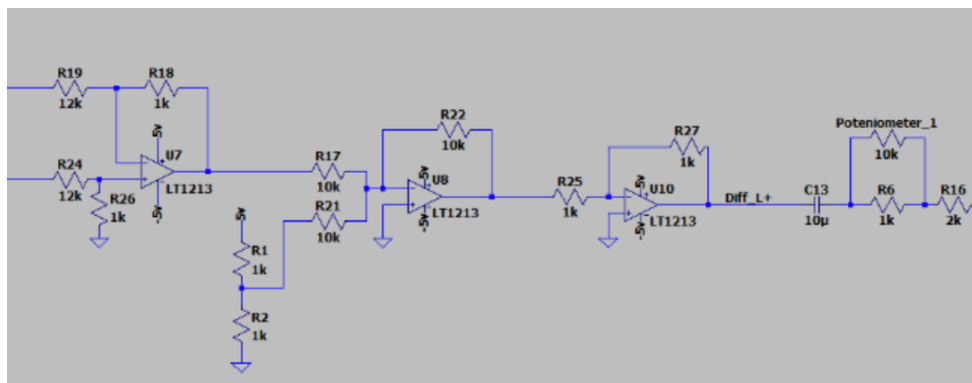 R19
12k
R18
1k
5v
U7
LT1213
-5v
R24
12k
R26
1k
R17
10k
R21
10k
5v
R1
1k
R2
1k
R22
10k
5v
U8
LT1213
-5v
R25
1k
R27
1k
5v
U10
LT1213
-5v
Diff_L+
C13
10µ
Poteniometer_1
10k
R6
1k
R16
2k